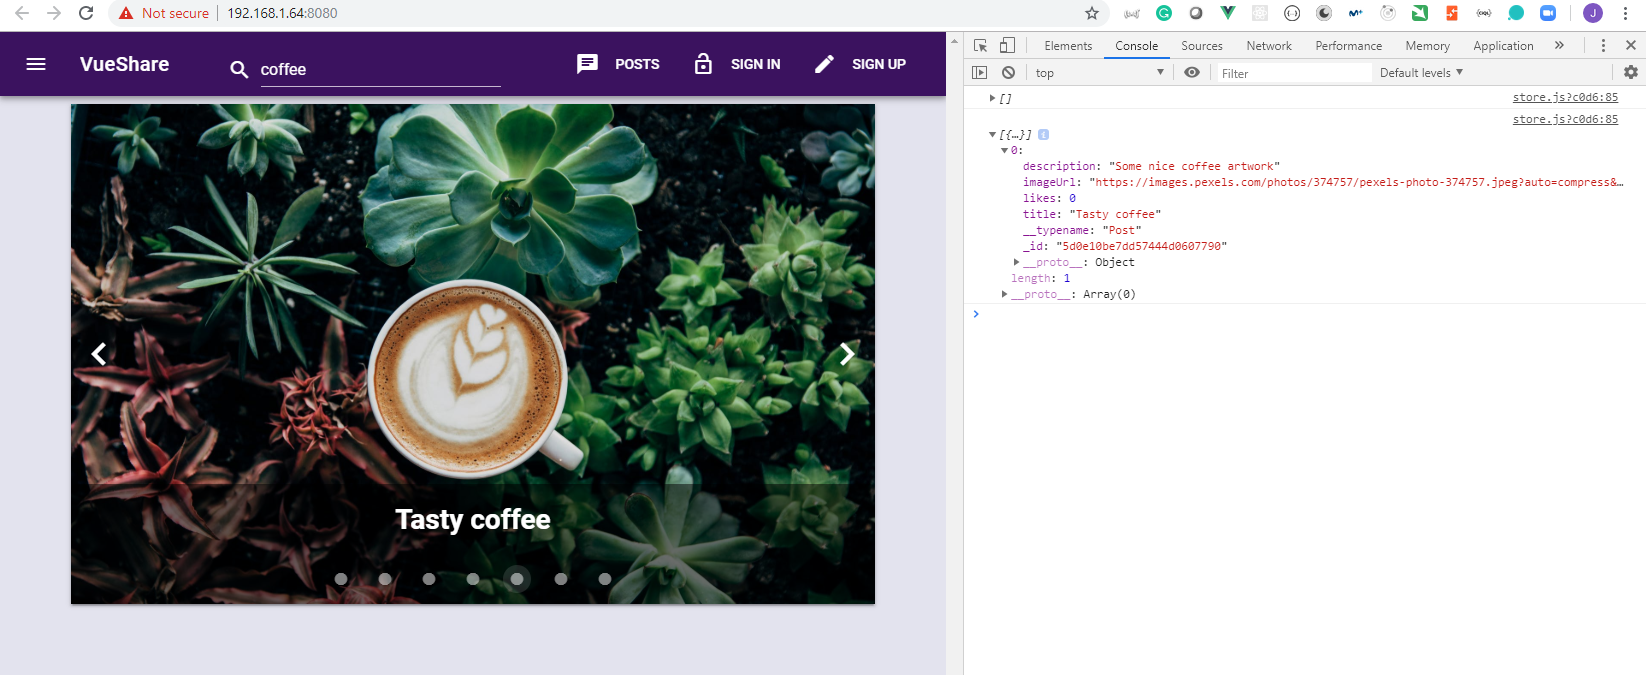 Not secure | 192.168.1.64:8080
J
VueShare
coffee
POSTS
SIGN IN
SIGN UP
Tasty coffee
Elements Console Sources Network Performance Memory Application »
top
Filter
Default levels ▼
[]
store.js?c0d6:85
store.js?c0d6:85
[{…}] i
0:
description: "Some nice coffee artwork"
imageUrl: "https://images.pexels.com/photos/374757/pexels-photo-374757.jpeg?auto=compress&…
likes: 0
title: "Tasty coffee"
__typename: "Post"
_id: "5d0e10be7dd57444d0607790"
__proto__: Object
length: 1
__proto__: Array(0)